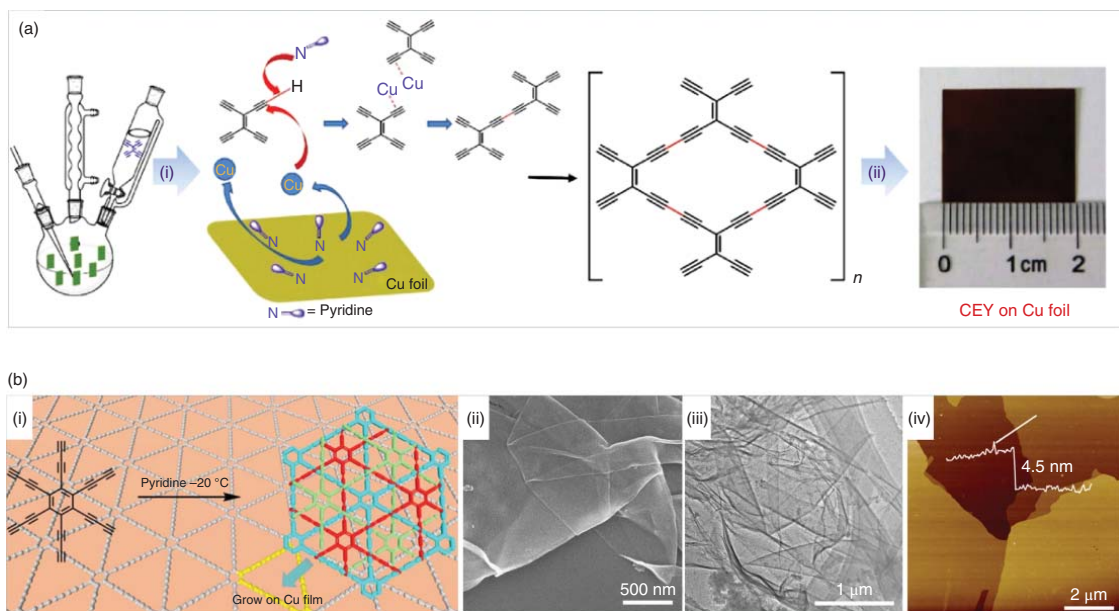 (a)
N
H
Cu
Cu
(i)
Cu
Cu
N
N
N
N
N
Cu foil
N = Pyridine
n
(ii)
0 1 cm 2
CEY on Cu foil
(b)
(i)
Pyridine –20 °C
Grow on Cu film
(ii)
500 nm
(iii)
1 μm
(iv)
4.5 nm
2 μm